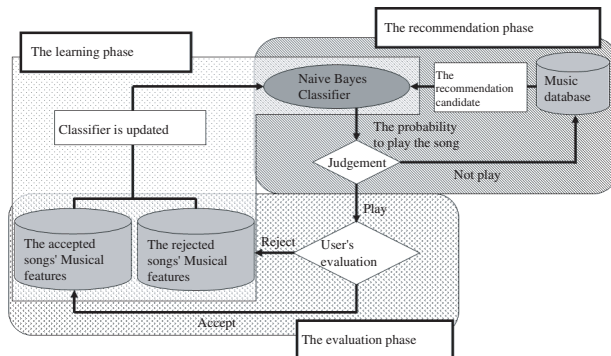 The recommendation phase
The learning phase
Naive Bayes
Classifier
The
recommendation
candidate
Music
database
Classifier is updated
The probability
to play the song
Judgement
Not play
Play
The accepted
songs' Musical
features
The rejected
songs' Musical
features
Reject
User's
evaluation
Accept
The evaluation phase